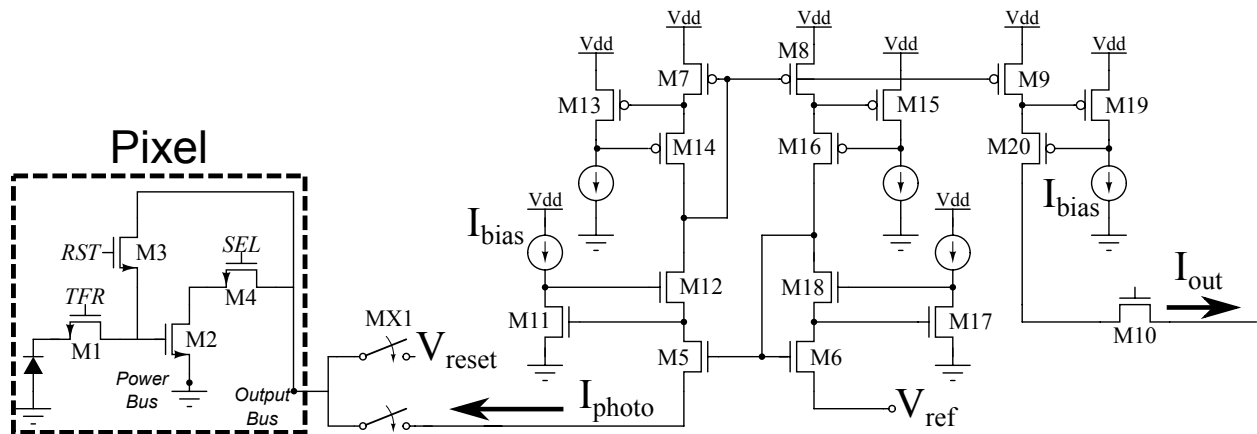 Vdd
Vdd
Vdd
M8
Vdd
Vdd
Vdd
M7
M9
M13
M15
M19
M14
M16
M20
Pixel
Vdd
Vdd
I_bias
I_bias
RST
M3
SEL
M4
TFR
M1
M2
M12
M18
I_out
M11
M17
M10
MX1
V_reset
M5
M6
Power
Bus
Output
Bus
I_photo
V_ref